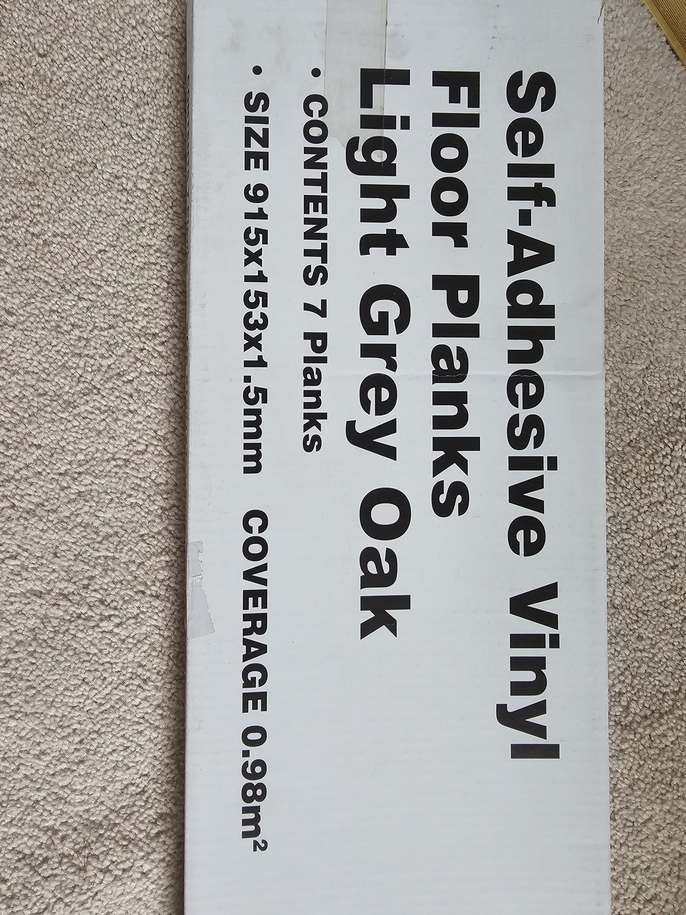 Self-Adhesive Vinyl
Floor Planks
Light Grey Oak
• CONTENTS 7 Planks
• SIZE 915x153x1.5mm COVERAGE 0.98m²